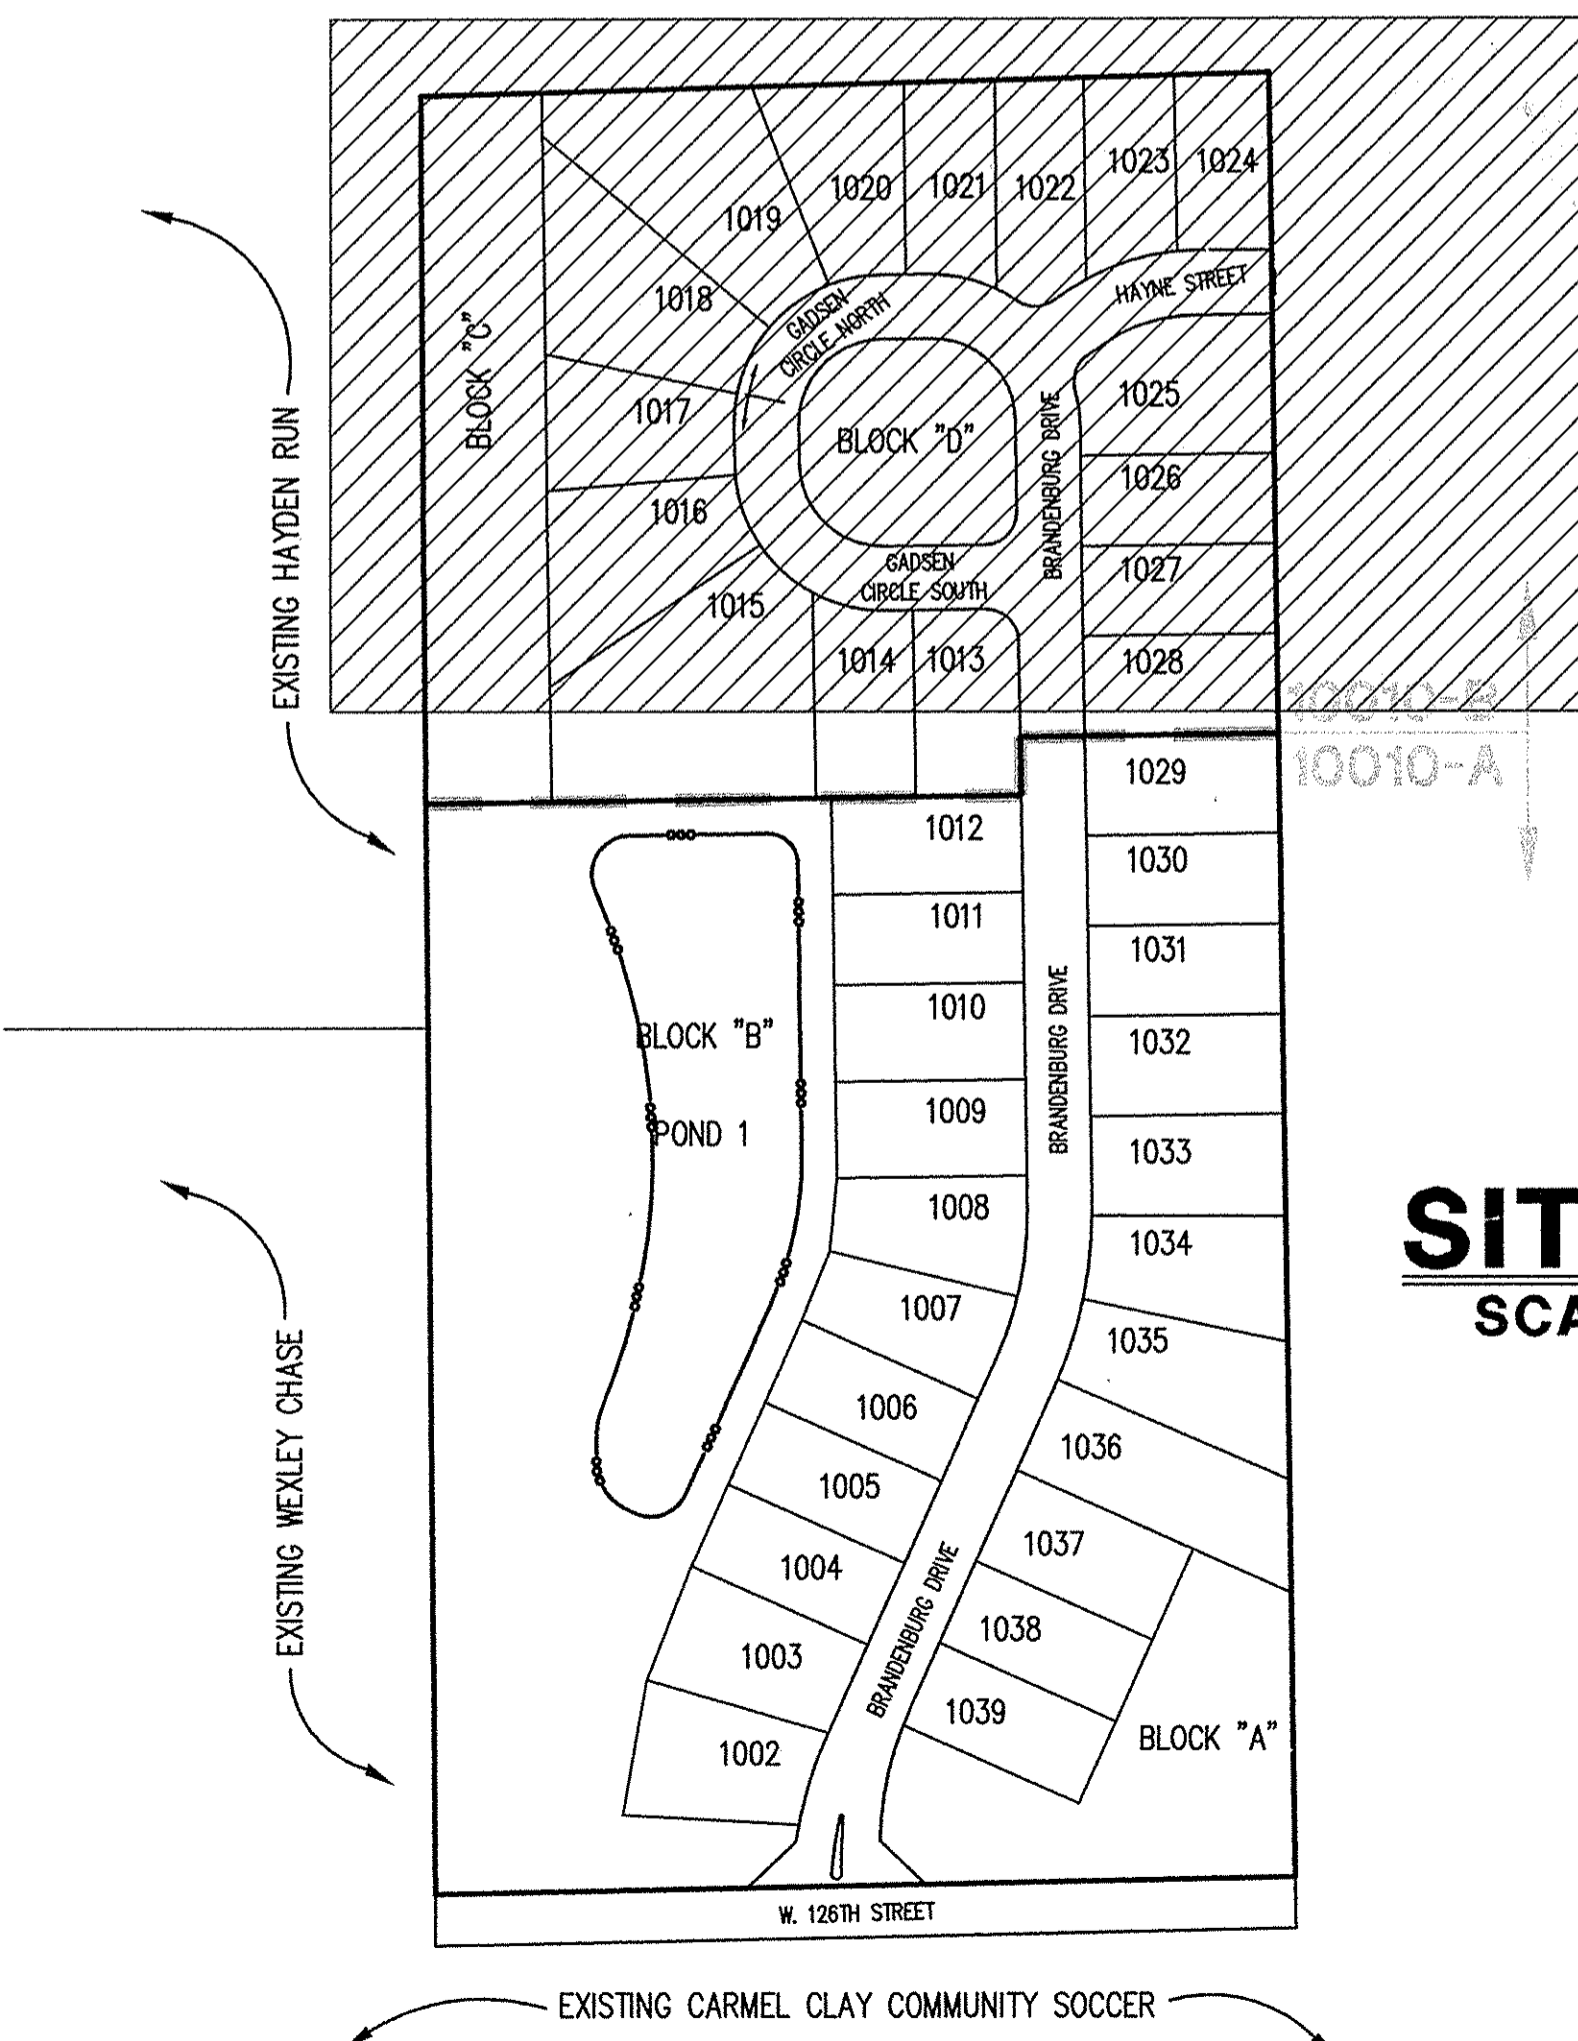 1023
1024
1020
1021
1022
1019
HAYNE STREET
1018
GADSEN
CIRCLE NORTH
BLOCK "C"
1017
1025
BLOCK "D"
BRANDENBURG DRIVE
1026
1016
EXISTING HAYDEN RUN
GADSEN
CIRCLE SOUTH
1027
1015
1014
1013
1028
10010-B
10010-A
1029
1012
1030
1011
1031
1010
BLOCK "B"
1032
BRANDENBURG DRIVE
1009
POND 1
1033
1008
1034
SIT
SCA
1007
1035
1006
1036
EXISTING WEXLEY CHASE
1005
1037
1004
1038
BRANDENBURG DRIVE
1003
1039
BLOCK "A"
1002
W. 126TH STREET
EXISTING CARMEL CLAY COMMUNITY SOCCER